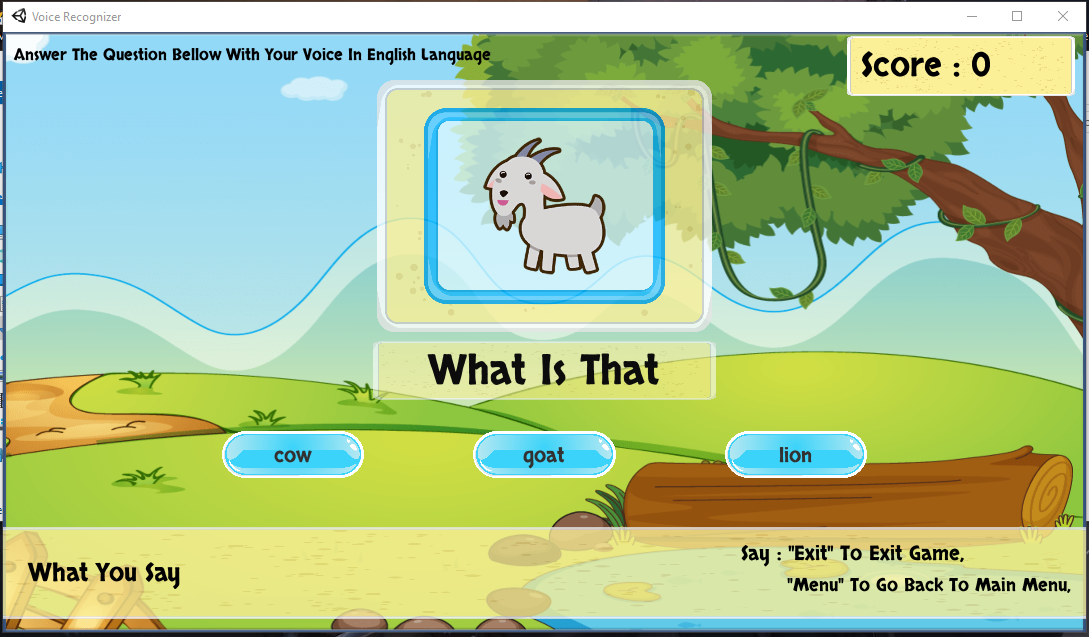 Voice Recognizer
Answer The Question Bellow With Your Voice In English Language
Score : 0
What Is That
cow
goat
lion
What You Say
Say : "Exit" To Exit Game,
"Menu" To Go Back To Main Menu,